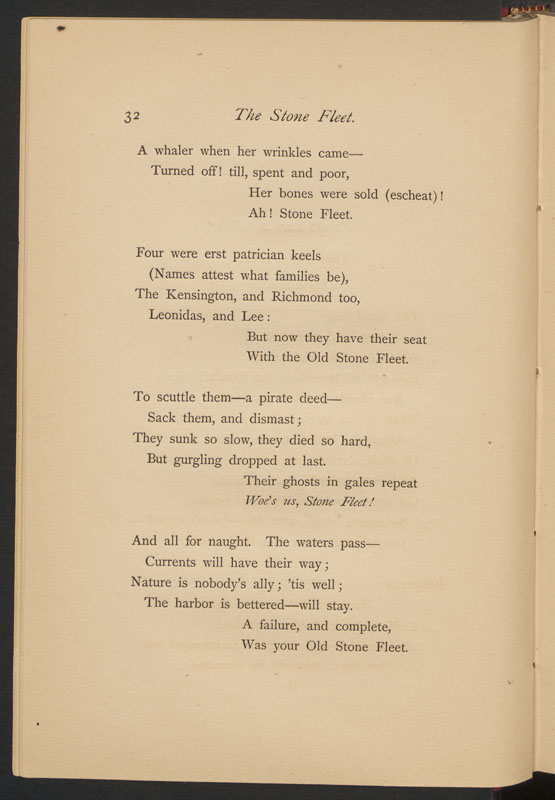 32 The Stone Fleet.
A whaler when her wrinkles came—
Turned off! till, spent and poor,
Her bones were sold (escheat)!
Ah! Stone Fleet.
Four were erst patrician keels
(Names attest what families be),
The Kensington, and Richmond too,
Leonidas, and Lee:
But now they have their seat
With the Old Stone Fleet.
To scuttle them—a pirate deed—
Sack them, and dismast;
They sunk so slow, they died so hard,
But gurgling dropped at last.
Their ghosts in gales repeat
Woe's us, Stone Fleet!
And all for naught. The waters pass—
Currents will have their way;
Nature is nobody's ally; 'tis well;
The harbor is bettered—will stay.
A failure, and complete,
Was your Old Stone Fleet.